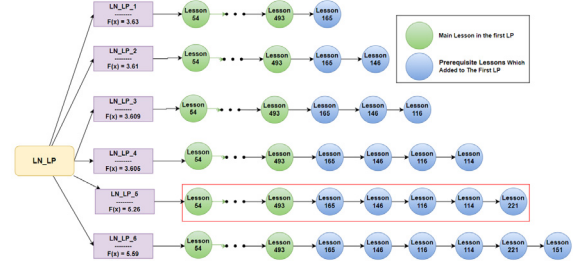 LN_LP
LN_LP_1
--------
F(x) = 3.63
Lesson 54
Lesson 493
Lesson 165
LN_LP_2
--------
F(x) = 3.61
Lesson 54
Lesson 493
Lesson 165
Lesson 146
LN_LP_3
--------
F(x) = 3.609
Lesson 54
Lesson 493
Lesson 165
Lesson 146
Lesson 116
LN_LP_4
--------
F(x) = 3.605
Lesson 54
Lesson 493
Lesson 165
Lesson 146
Lesson 116
Lesson 114
LN_LP_5
--------
F(x) = 5.26
Lesson 54
Lesson 493
Lesson 165
Lesson 146
Lesson 116
Lesson 114
Lesson 221
LN_LP_6
--------
F(x) = 5.59
Lesson 54
Lesson 493
Lesson 165
Lesson 146
Lesson 116
Lesson 114
Lesson 221
Lesson 151
Main Lesson in the first LP
Prerequisite Lessons Which
Added to The First LP